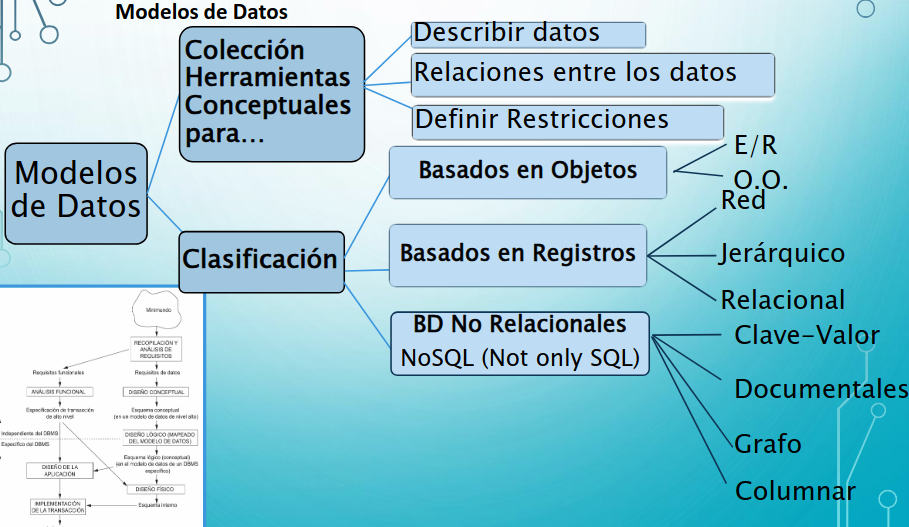 Modelos de Datos
Colección
Herramientas
Conceptuales
para...
Describir datos
Relaciones entre los datos
Definir Restricciones
Modelos
de Datos
Clasificación
Basados en Objetos
E/R
O.O.
Basados en Registros
Red
Jerárquico
Relacional
BD No Relacionales
NoSQL (Not only SQL)
Clave-Valor
Documentales
Grafo
Columnar
Minimundo
RECOPILACIÓN Y
ANÁLISIS DE
REQUISITOS
Requisitos funcionales
Requisitos de datos
ANÁLISIS FUNCIONAL
DISEÑO CONCEPTUAL
Especificación de transacción
de alto nivel
Esquema conceptual
(en un modelo de datos de nivel alto)
Independiente del DBMS
Específico del DBMS
DISEÑO LÓGICO (MAPEADO
DEL MODELO DE DATOS)
Esquema lógico (conceptual)
(en el modelo de datos de un DBMS
específico)
DISEÑO DE LA
APLICACIÓN
DISEÑO FÍSICO
IMPLEMENTACIÓN
DE LA TRANSACCIÓN
Esquema interno